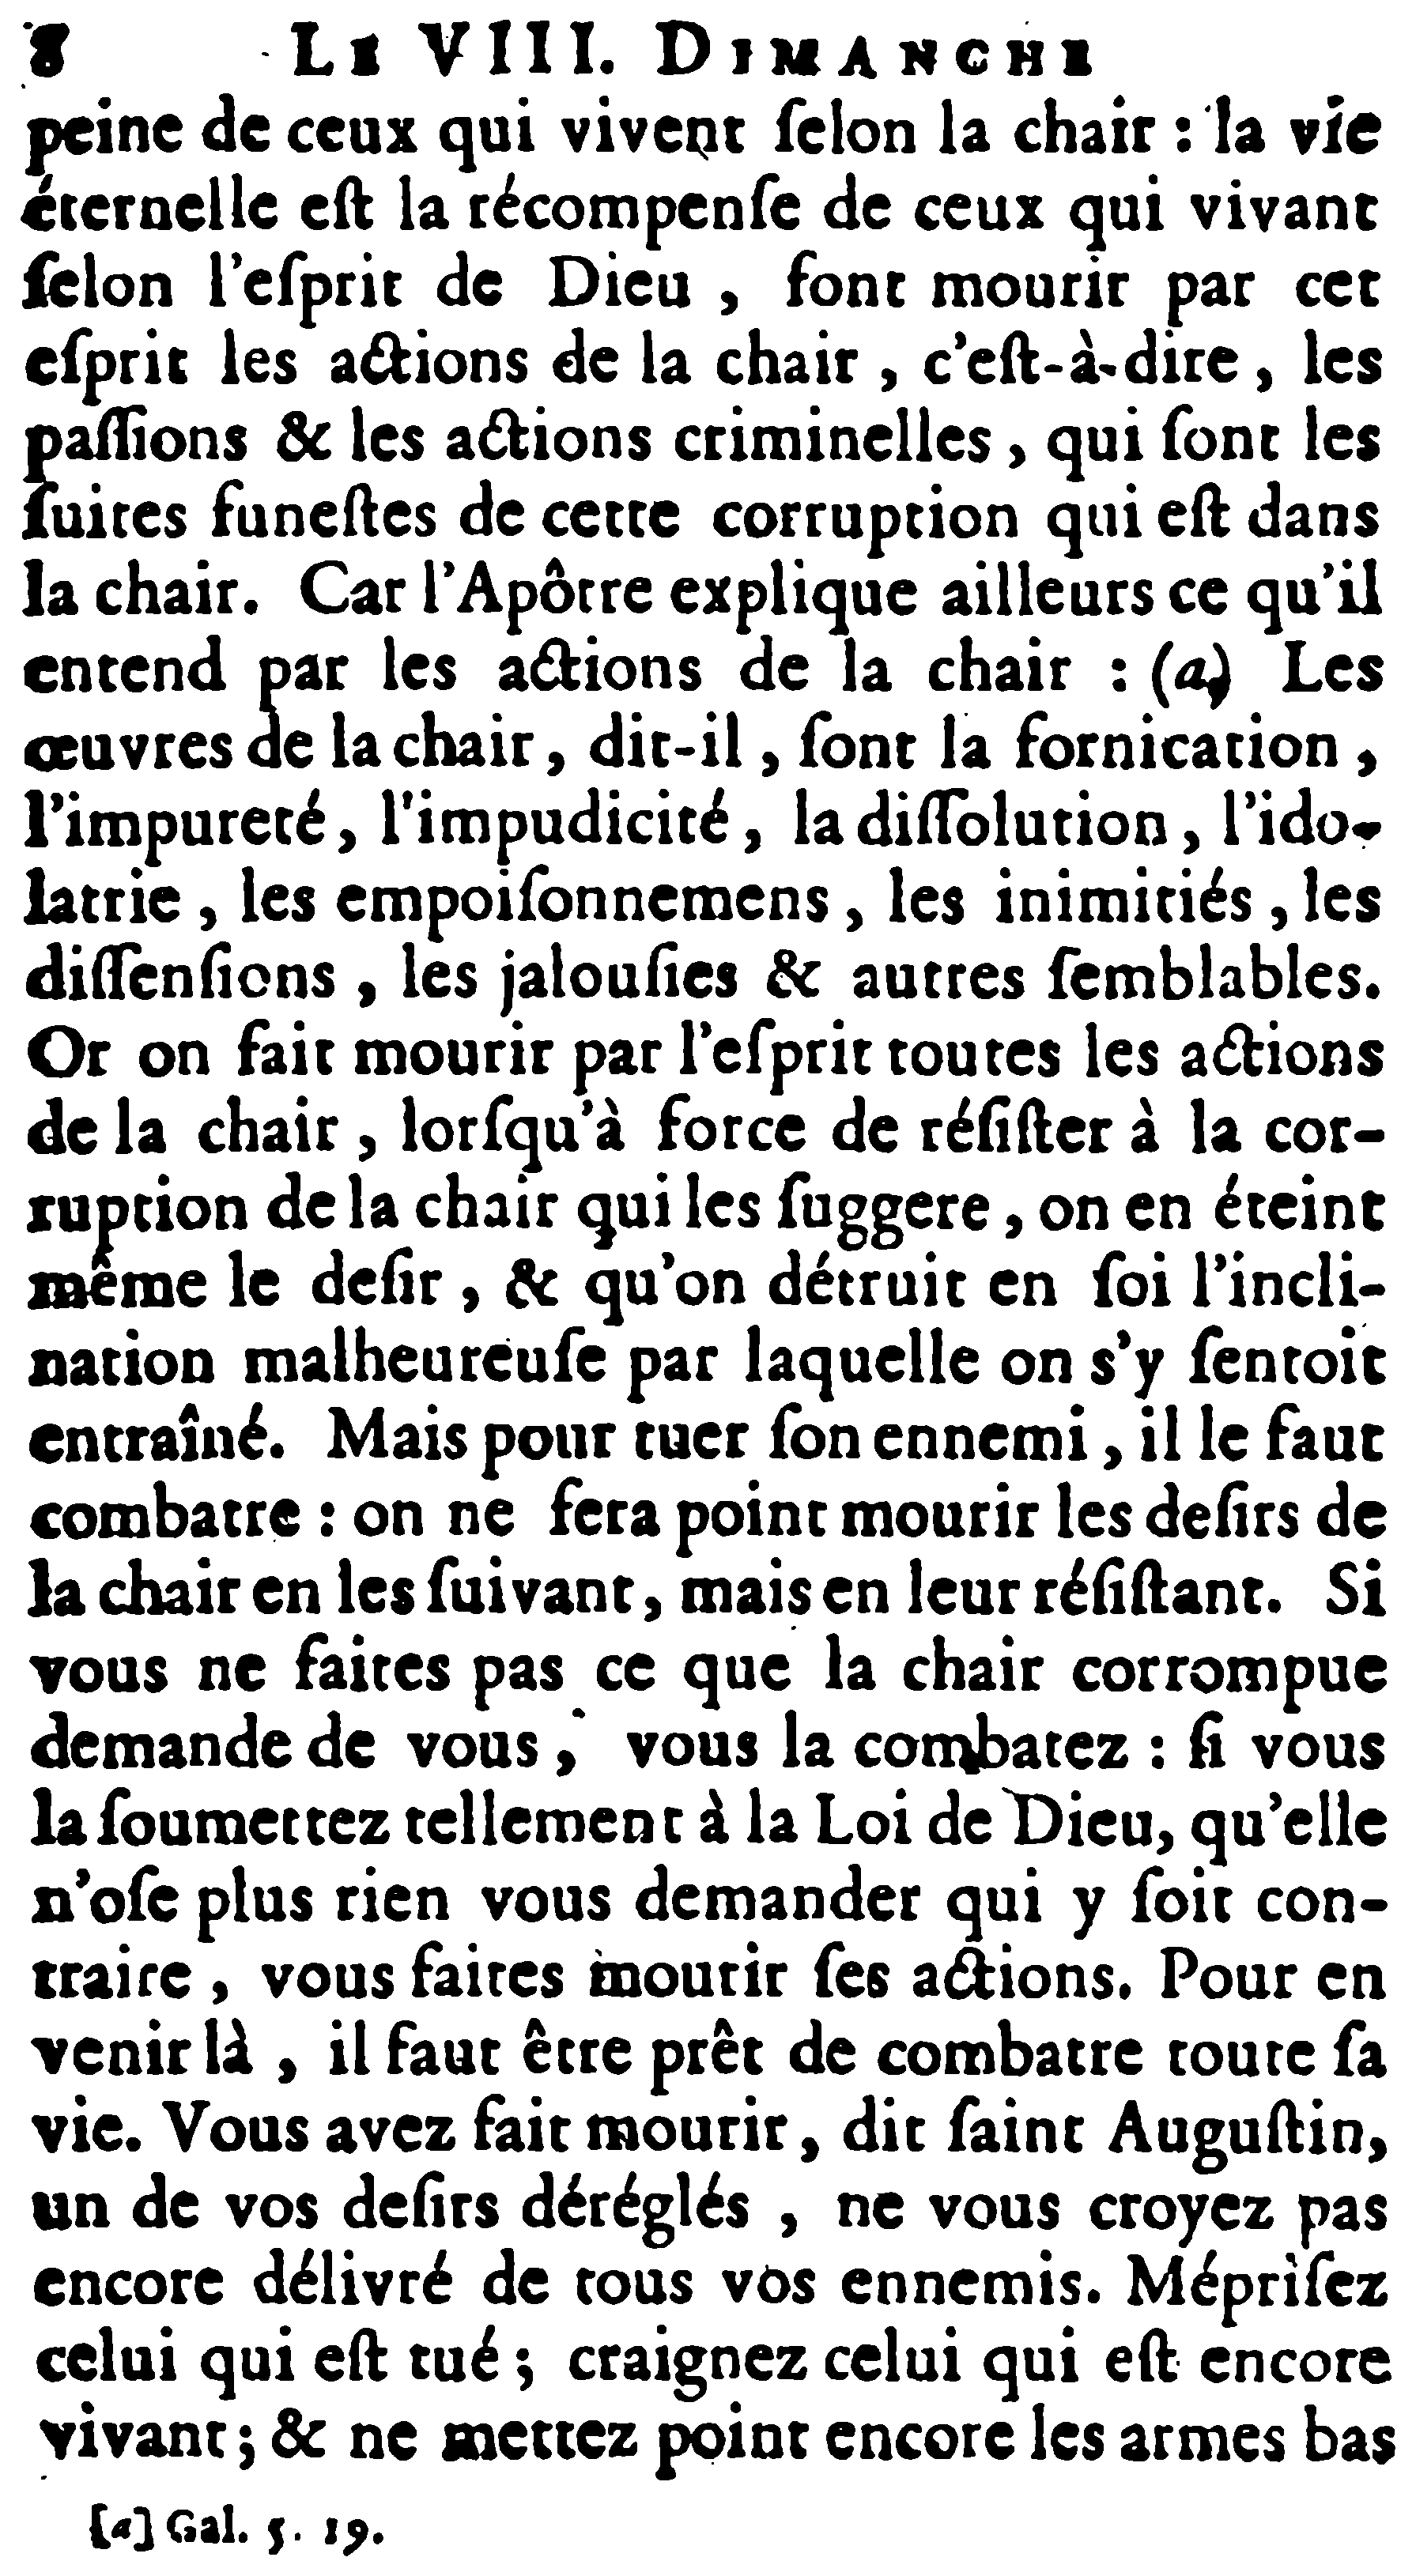 8 LE VIII. DIMANCHE
peine de ceux qui vivent ſelon la chair : la vie
éternelle eſt la récompenſe de ceux qui vivant
ſelon l'eſprit de Dieu , font mourir par cet
eſprit les actions de la chair , c'eſt-à-dire , les
paſſions & les actions criminelles , qui ſont les
ſuites funeſtes de cette corruption qui eſt dans
la chair. Car l'Apôtre explique ailleurs ce qu'il
entend par les actions de la chair : (a) Les
œuvres de la chair , dit-il , ſont la fornication ,
l'impureté , l'impudicité , la diſſolution , l'ido-
latrie , les empoiſonnemens , les inimitiés , les
diſſenſions , les jalouſies & autres ſemblables.
Or on fait mourir par l'eſprit toutes les actions
de la chair , lorſqu'à force de réſiſter à la cor-
ruption de la chair qui les ſuggere , on en éteint
même le deſir , & qu'on détruit en ſoi l'incli-
nation malheureuſe par laquelle on s'y ſentoit
entraîné. Mais pour tuer ſon ennemi , il le faut
combatre : on ne fera point mourir les deſirs de
la chair en les ſuivant , mais en leur réſiſtant. Si
vous ne faites pas ce que la chair corrompue
demande de vous , vous la combatez : ſi vous
la ſoumettez tellement à la Loi de Dieu, qu'elle
n'oſe plus rien vous demander qui y ſoit con-
traire , vous faites mourir ſes actions. Pour en
venir là , il faut être prêt de combatre toute ſa
vie. Vous avez fait mourir , dit ſaint Auguſtin,
un de vos deſirs déréglés , ne vous croyez pas
encore délivré de tous vos ennemis. Mépriſez
celui qui eſt tué ; craignez celui qui eſt encore
vivant ; & ne mettez point encore les armes bas
[a] Gal. 5. 19.